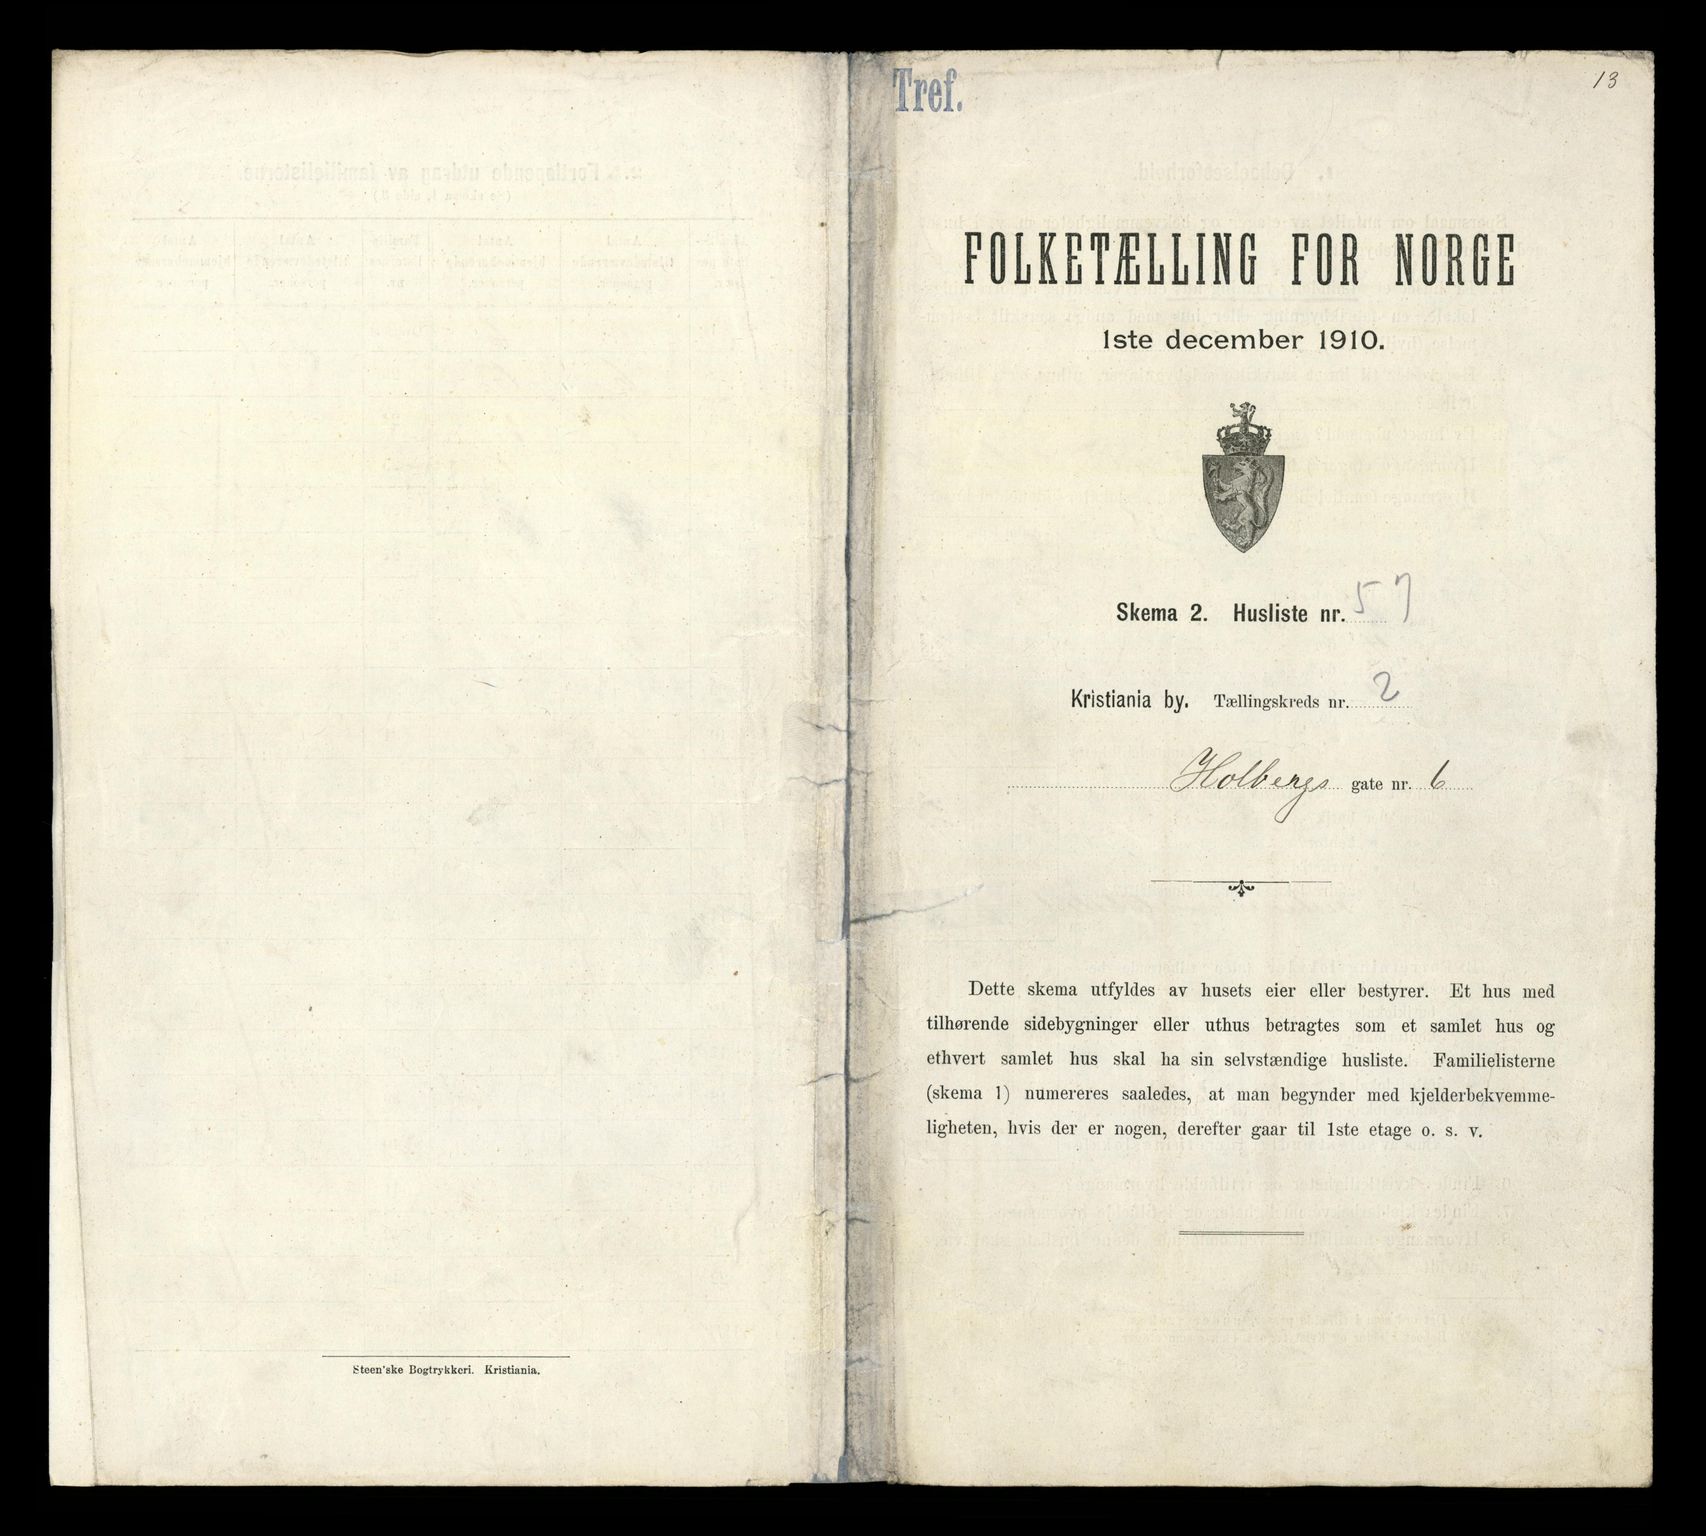 Tref.
13
FOLKETÆLLING FOR NORGE
1ste december 1910.
Skema 2. Husliste nr. 57
Kristiania by. Tællingskreds nr. 2
Holbergs gate nr. 6
Dette skema utfyldes av husets eier eller bestyrer. Et hus med
tilhørende sidebygninger eller uthus betragtes som et samlet hus og
ethvert samlet hus skal ha sin selvstændige husliste. Familielisterne
(skema 1) numereres saaledes, at man begynder med kjelderbekvemme-
ligheten, hvis der er nogen, derefter gaar til 1ste etage o. s. v.
Steen'ske Bogtrykkeri. Kristiania.